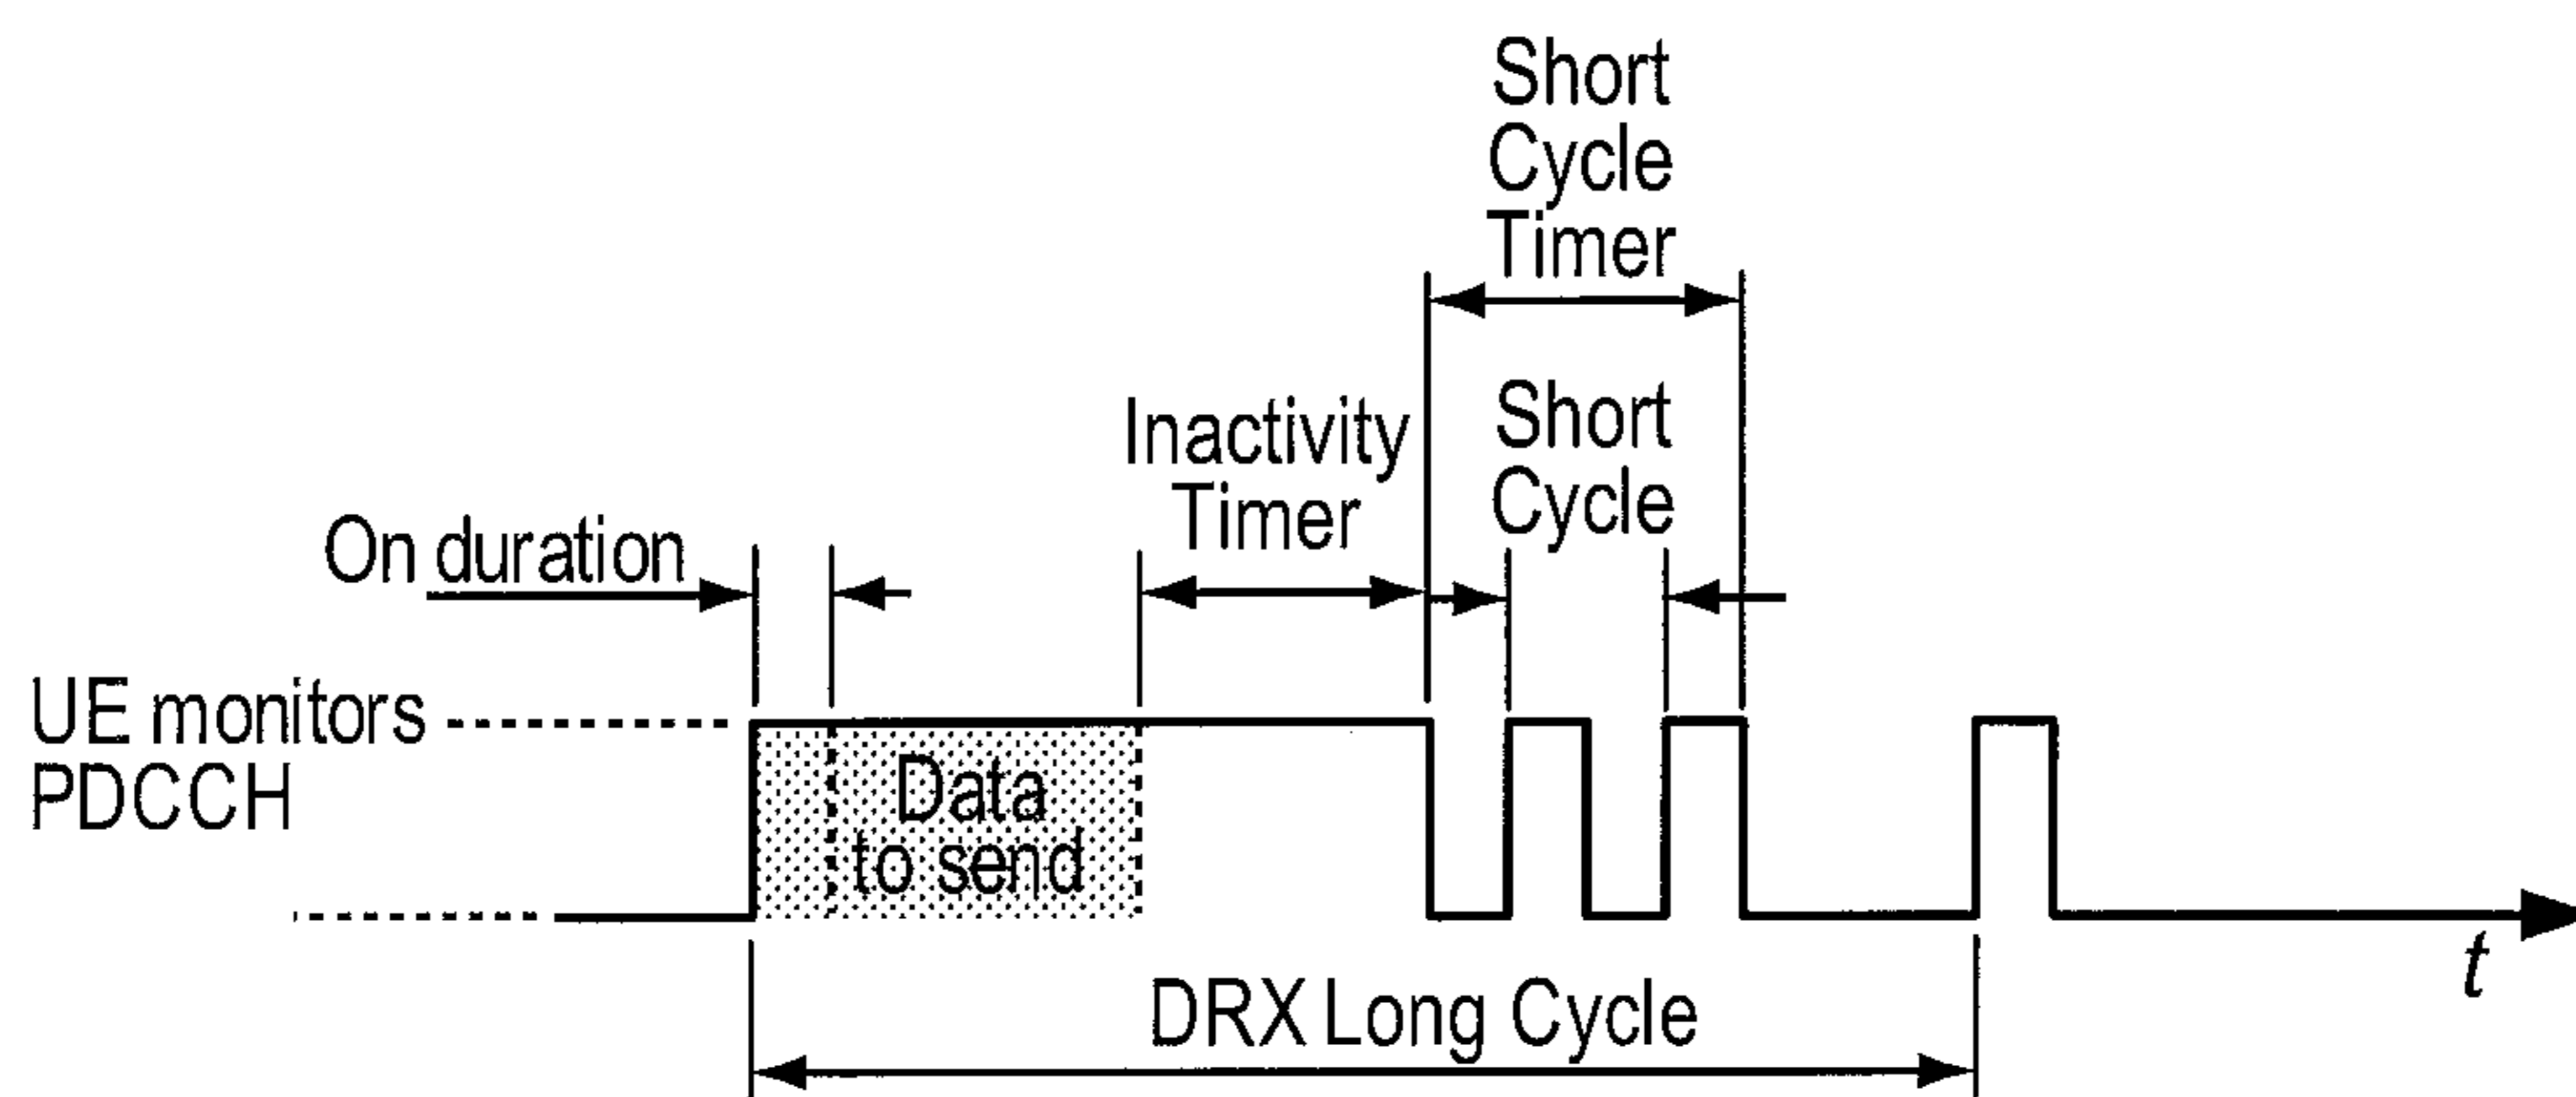 Short
Cycle
Timer
Short
Cycle
Inactivity
Timer
On duration
UE monitors
PDCCH
Data
to send
t
DRX Long Cycle